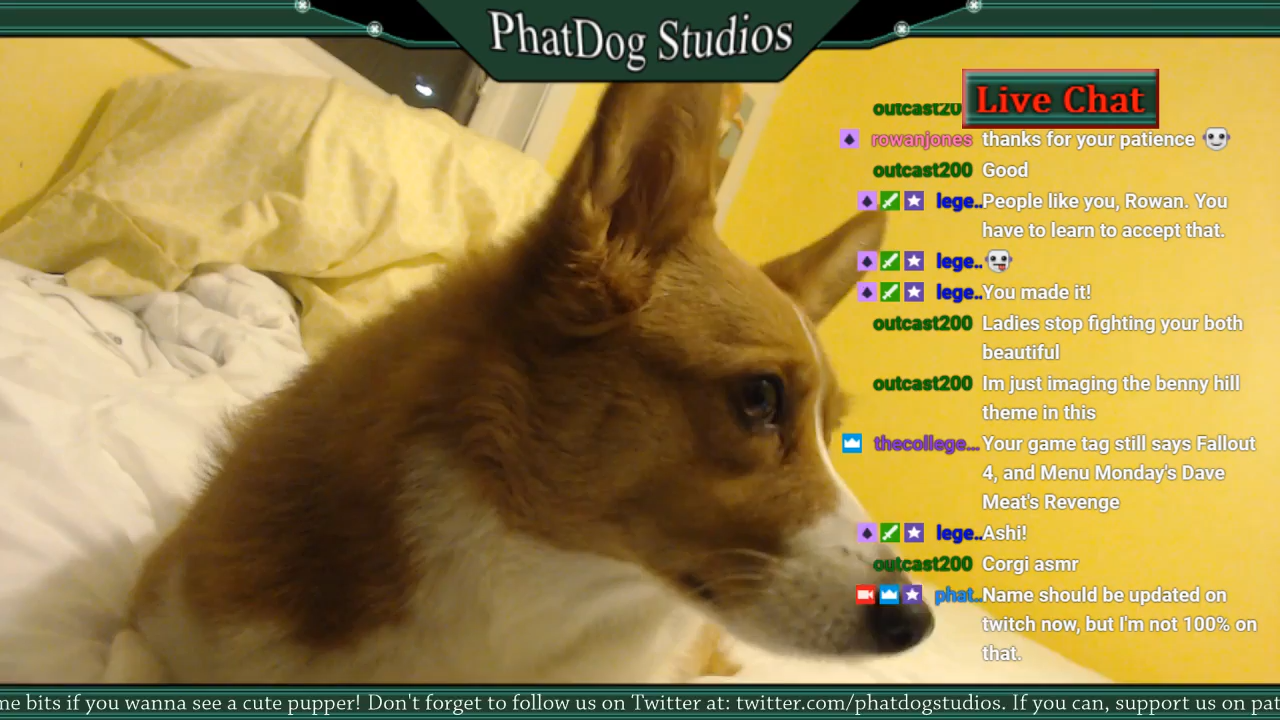 PhatDog Studios
Live Chat
outcast20
rowanjones thanks for your patience
outcast200 Good
lege.. People like you, Rowan. You
have to learn to accept that.
lege..
lege.. You made it!
outcast200 Ladies stop fighting your both
beautiful
outcast200 Im just imaging the benny hill
theme in this
thecollege... Your game tag still says Fallout
4, and Menu Monday's Dave
Meat's Revenge
lege.. Ashi!
outcast200 Corgi asmr
phat.. Name should be updated on
twitch now, but I'm not 100% on
that.
me bits if you wanna see a cute pupper! Don't forget to follow us on Twitter at: twitter.com/phatdogstudios. If you can, support us on pat